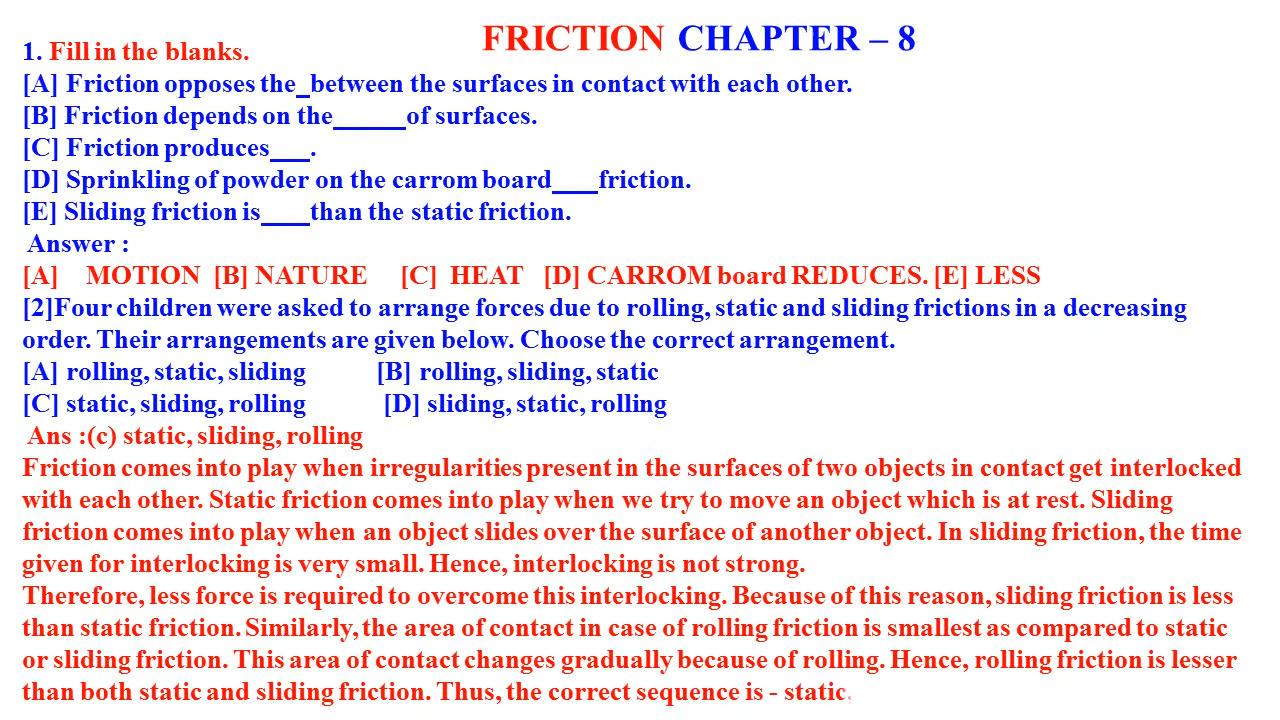 FRICTION CHAPTER – 8
1. Fill in the blanks.
[A] Friction opposes the_between the surfaces in contact with each other.
[B] Friction depends on the_____of surfaces.
[C] Friction produces___.
[D] Sprinkling of powder on the carrom board___friction.
[E] Sliding friction is____than the static friction.
Answer :
[A] MOTION [B] NATURE [C] HEAT [D] CARROM board REDUCES. [E] LESS
[2]Four children were asked to arrange forces due to rolling, static and sliding frictions in a decreasing
order. Their arrangements are given below. Choose the correct arrangement.
[A] rolling, static, sliding [B] rolling, sliding, static
[C] static, sliding, rolling [D] sliding, static, rolling
Ans :(c) static, sliding, rolling
Friction comes into play when irregularities present in the surfaces of two objects in contact get interlocked
with each other. Static friction comes into play when we try to move an object which is at rest. Sliding
friction comes into play when an object slides over the surface of another object. In sliding friction, the time
given for interlocking is very small. Hence, interlocking is not strong.
Therefore, less force is required to overcome this interlocking. Because of this reason, sliding friction is less
than static friction. Similarly, the area of contact in case of rolling friction is smallest as compared to static
or sliding friction. This area of contact changes gradually because of rolling. Hence, rolling friction is lesser
than both static and sliding friction. Thus, the correct sequence is - static,